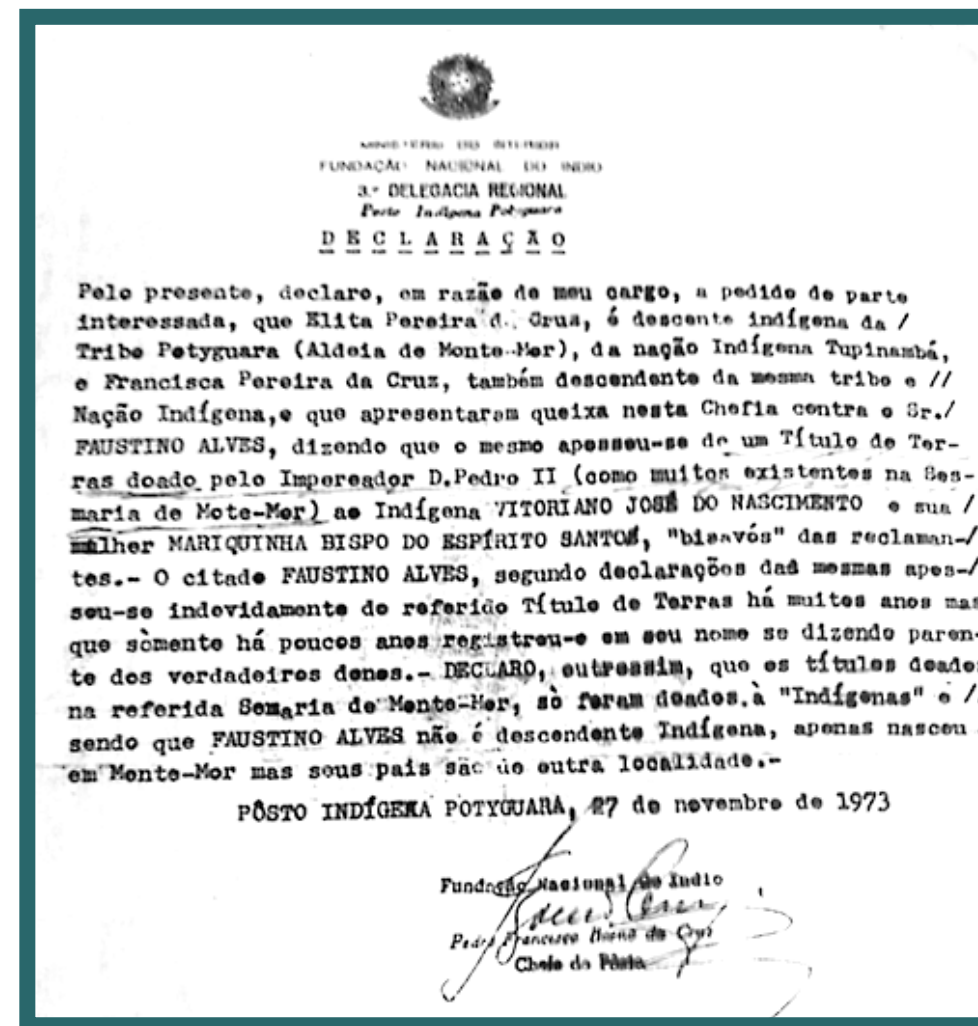 MINISTÉRIO DO INTERIOR
FUNDAÇÃO NACIONAL DO INDIO
3.ª DELEGACIA REGIONAL
Posto Indígena Potyguara
DECLARAÇÃO
Pelo presente, declaro, em razão de meu cargo, a pedido de parte
interessada, que Elita Pereira d. Cruz, é descente indígena da /
Tribo Potyguara (Aldeia de Monte-Mor), da nação Indígena Tupinambá,
e Francisca Pereira da Cruz, também descendente da mesma tribo e //
Nação Indígena,e que apresentaram queixa nesta Chefia contra o Sr./
FAUSTINO ALVES, dizendo que o mesmo apossou-se de um Título de Ter-
ras doado pelo Impereador D.Pedro II (como muitos existentes na Ses-
maria de Mote-Mor) ao Indígena VITORIANO JOSÉ DO NASCIMENTO e sua /
mulher MARIQUINHA BISPO DO ESPÍRITO SANTO, "bisavós" das reclaman-/
tes.- O citado FAUSTINO ALVES, segundo declarações das mesmas apos-/
sou-se indevidamente do referido Título de Terras há muitos anos mas
que sòmente há poucos anos registrou-o em seu nome se dizendo paren-
te dos verdadeiros donos.- DECLARO, outrossim, que os títulos doados
na referida Semaria de Monte-Mor, sò foram doados.à "Indígenas" e /
sendo que FAUSTINO ALVES não é descendente Indígena, apenas nasceu
em Monte-Mor mas seus pais são de outra localidade.-
PÔSTO INDÍGENA POTYGUARA, 27 de novembro de 1973
Fundação Nacional do Indio
Pedro Francisco da Cruz
Chefe do Posto